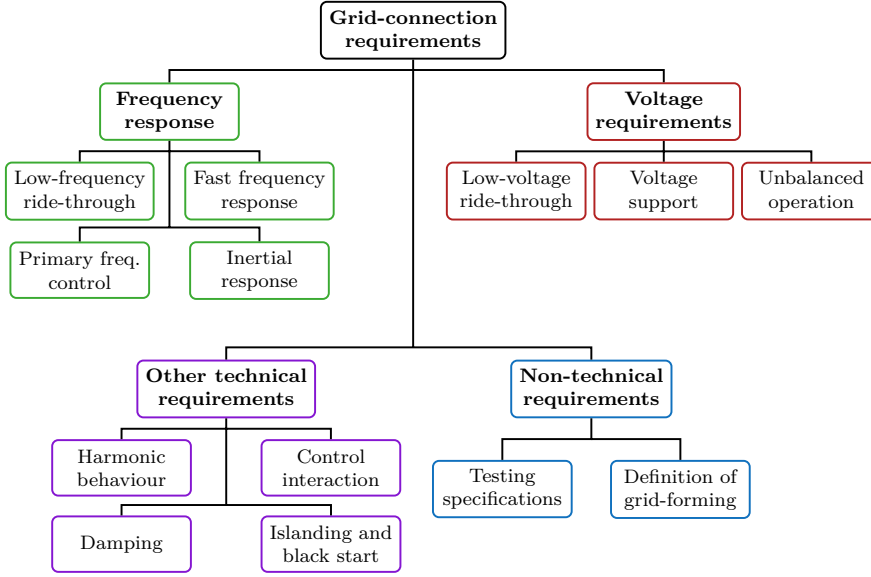 Grid-connection
requirements
Frequency
response
Voltage
requirements
Low-frequency
ride-through
Fast frequency
response
Low-voltage
ride-through
Voltage
support
Unbalanced
operation
Primary freq.
control
Inertial
response
Other technical
requirements
Non-technical
requirements
Harmonic
behaviour
Control
interaction
Testing
specifications
Definition of
grid-forming
Damping
Islanding and
black start